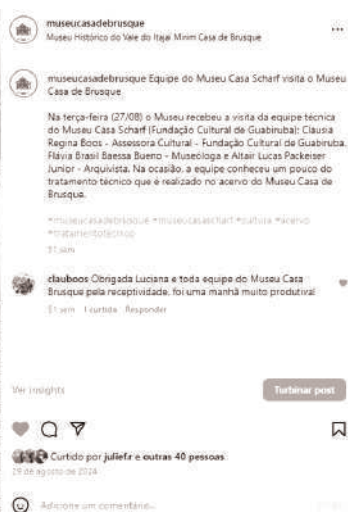 museucasadebrusque
Museu Histórico do Vale do Itajaí Mirim Casa de Brusque
museucasadebrusque Equipe do Museu Casa Scharf visita o Museu
Casa de Brusque
Na terça-feira (27/08) o Museu recebeu a visita da equipe técnica
do Museu Casa Scharf (Fundação Cultural de Guabiruba): Clausia
Regina Boos - Assessora Cultural - Fundação Cultural de Guabiruba,
Flávia Brasil Baessa Bueno - Museóloga e Altair Lucas Packeiser
Junior - Arquivista. Na ocasião, a equipe conheceu um pouco do
tratamento técnico que é realizado no acervo do Museu Casa de
Brusque.
#museucasadebrusque #museucasascharf #cultura #acervo
#tratamentotécnico
51 sem
clauboos Obrigada Luciana e toda equipe do Museu Casa
Brusque pela receptividade, foi uma manhã muito produtiva!
51 sem 1 curtida Responder
Ver insights
Turbinar post
Curtido por juliefr e outras 40 pessoas
29 de agosto de 2024
Adicione um comentário...